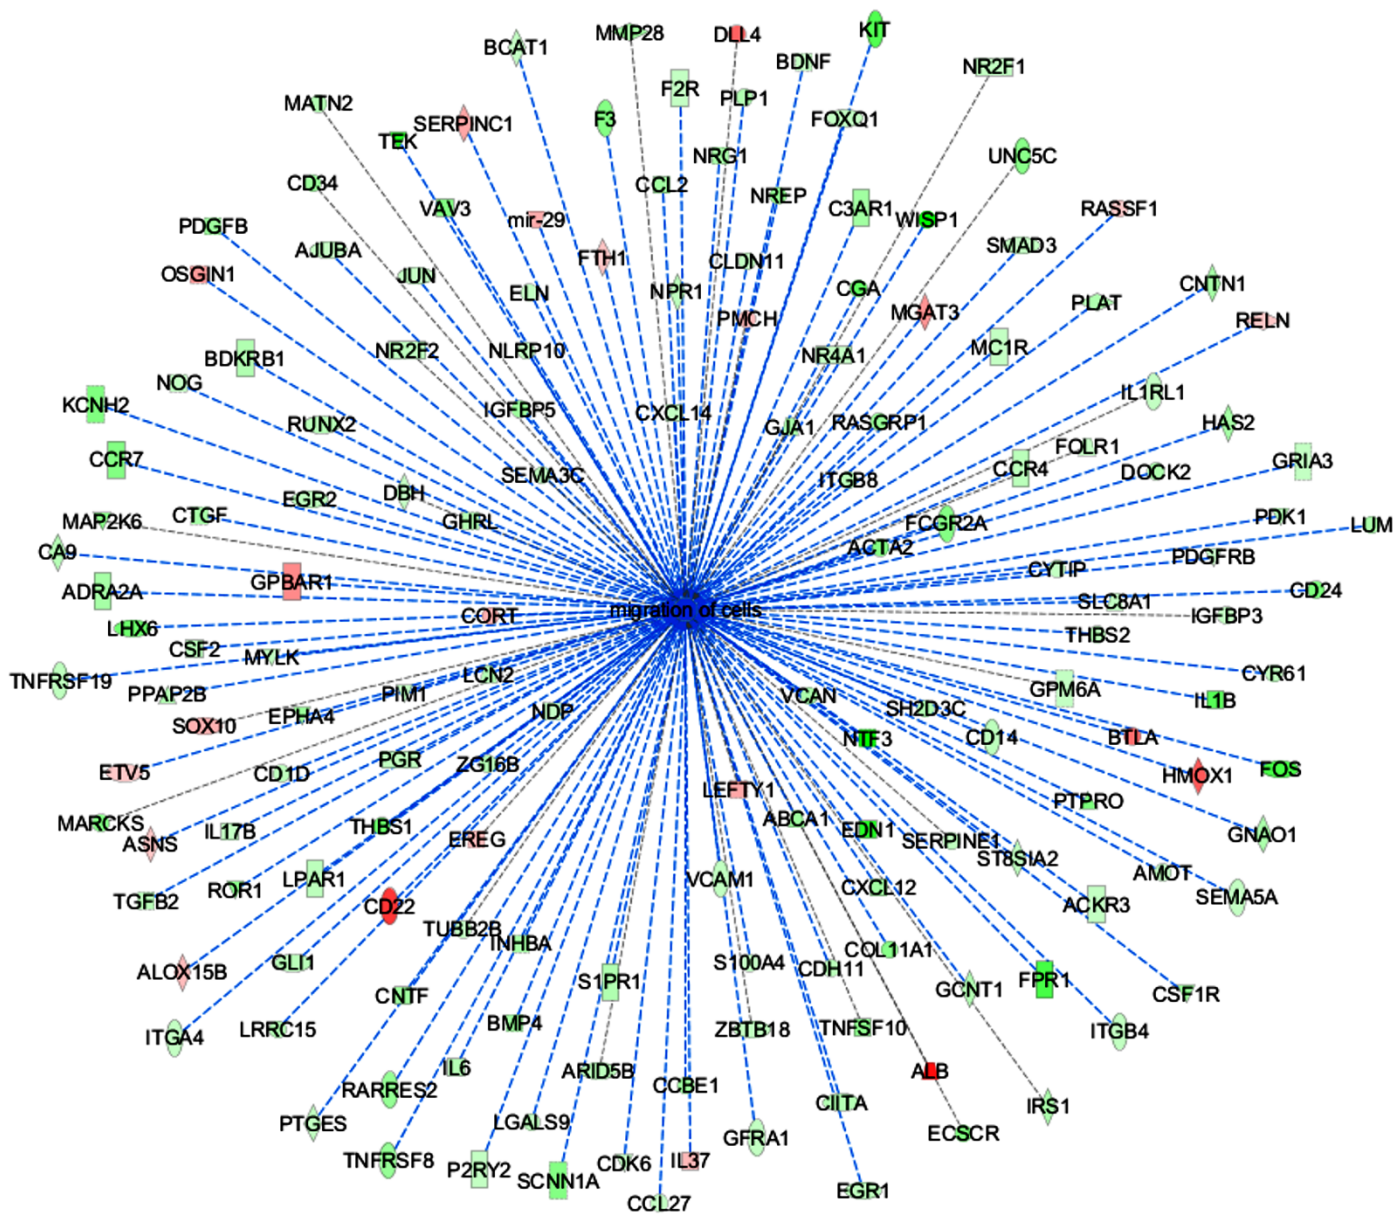 KIT
MMP28
DLL4
BCAT1
BDNF
NR2F1
F2R
PLP1
MATN2
SERPINC1
F3
FOXQ1
TEK
NRG1
UNC5C
CD34
CCL2
NREP
VAV3
mir-29
C3AR1
WISP1
RASSF1
PDGFB
AJUBA
SMAD3
FTH1
CLDN11
OSGIN1
JUN
ELN
NPR1
CGA
CNTN1
PLAT
MGAT3
PMCH
RELN
NR2F2
NLRP10
NR4A1
MC1R
BDKRB1
NOG
IL1RL1
KCNH2
IGFBP5
CXCL14
RUNX2
GJA1
RASGRP1
HAS2
FOLR1
CCR7
GRIA3
CCR4
DOCK2
SEMA3C
ITGB8
DBH
EGR2
CTGF
MAP2K6
GHRL
FCGR2A
PDK1
LUM
CA9
ACTA2
PDGFRB
CYTIP
GPBAR1
ADRA2A
CD24
SLC8A1
migration of cells
CORT
IGFBP3
LHX6
THBS2
CSF2
MYLK
LCN2
CYR61
TNFRSF19
PPAP2B
PIM1
VCAN
GPM6A
IL1B
SH2D3C
NDP
EPHA4
SOX10
NTF3
CD14
BTLA
PGR
ZG16B
FOS
ETV5
CD1D
HMOX1
LEFTY1
PTPRO
ABCA1
MARCKS
IL17B
THBS1
EDN1
GNAO1
ASNS
EREG
SERPINE1
ST8SIA2
AMOT
LPAR1
VCAM1
CXCL12
ROR1
TGFB2
SEMA5A
CD22
ACKR3
TUBB2B
INHBA
COL11A1
GLI1
S100A4
CDH11
ALOX15B
S1PR1
FPR1
GCNT1
CNTF
CSF1R
BMP4
LRRC15
ZBTB18
TNFSF10
ITGB4
ITGA4
IL6
ARID5B
ALB
CCBE1
RARRES2
CIITA
IRS1
PTGES
LGALS9
ECSCR
GFRA1
TNFRSF8
CDK6
IL37
P2RY2
SCNN1A
EGR1
CCL27